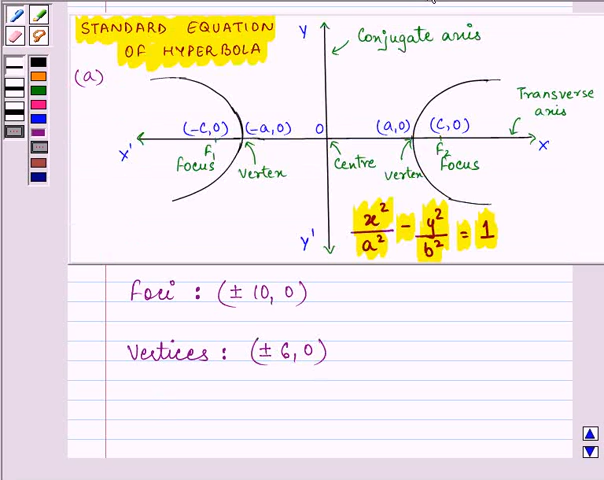 STANDARD EQUATION
OF HYPERBOLA
(a)
Y
Conjugate axis
Transverse
axis
(-c,0)
(-a,0)
O
(a,0)
(c,0)
X'
F1
Focus
Vertex
Centre
Vertex
F2
Focus
X
x²/a² - y²/b² = 1
Y'
Foci : (± 10, 0)
Vertices : (± 6, 0)